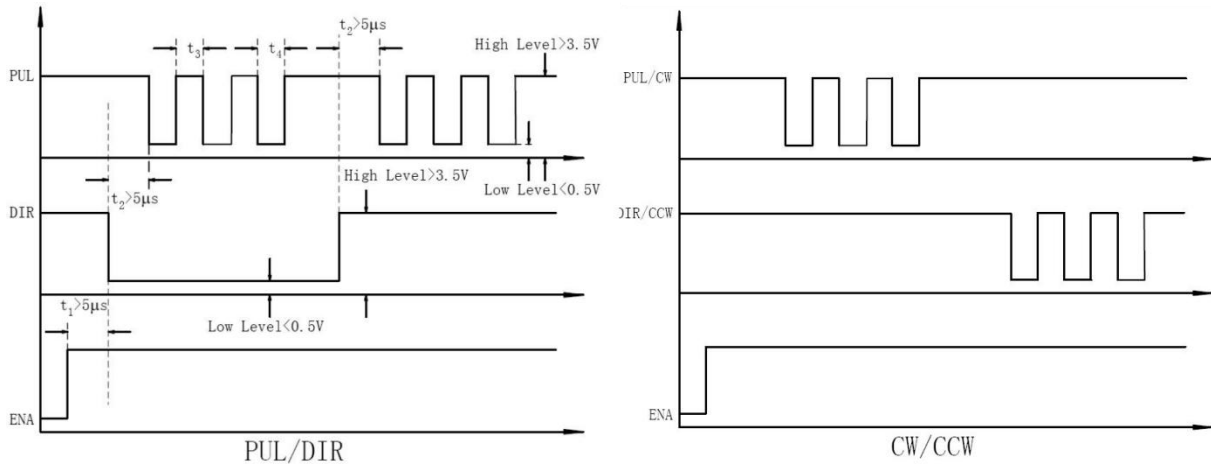 t₂>5μs
t₃
t₄
High Level>3.5V
PUL
Low Level<0.5V
t₂>5μs
High Level>3.5V
DIR
t₁>5μs
Low Level<0.5V
ENA
PUL/DIR
PUL/CW
DIR/CCW
ENA
CW/CCW